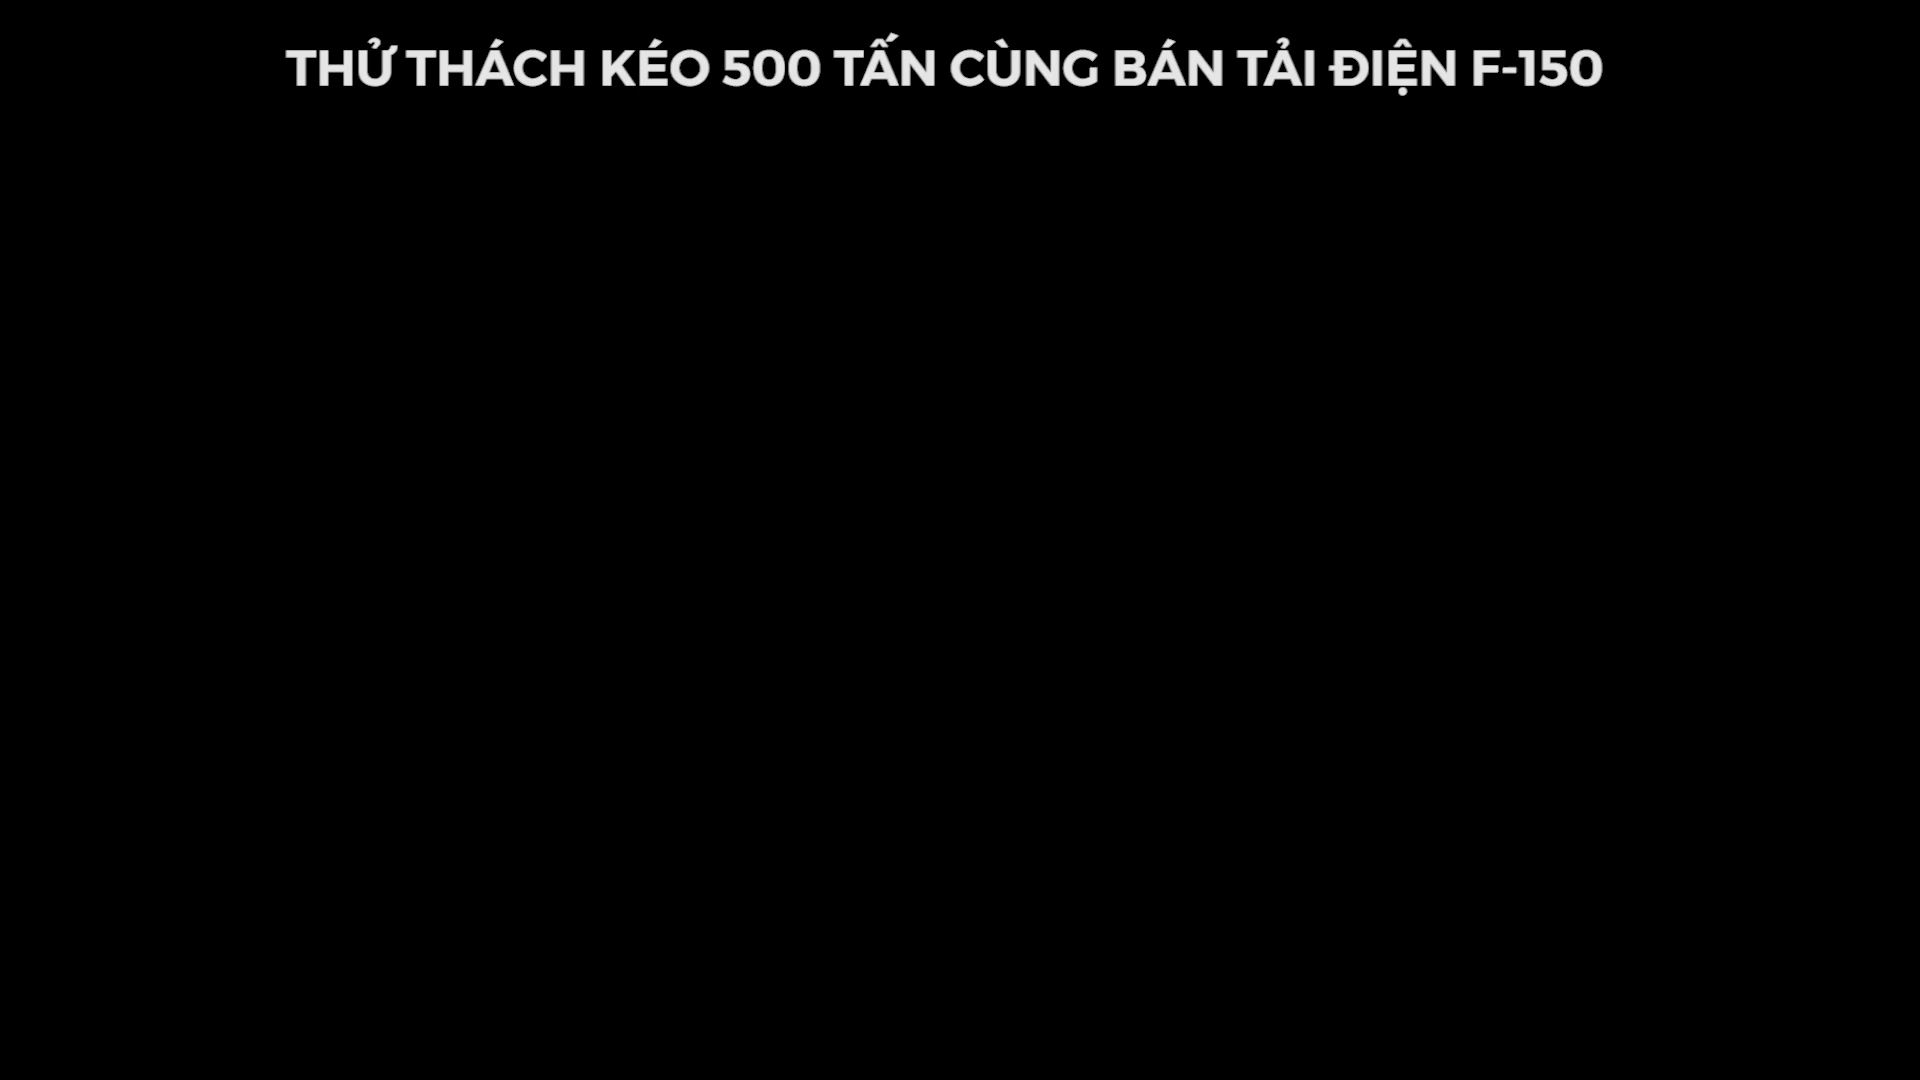 THỬ THÁCH KÉO 500 TẤN CÙNG BÁN TẢI ĐIỆN F-150